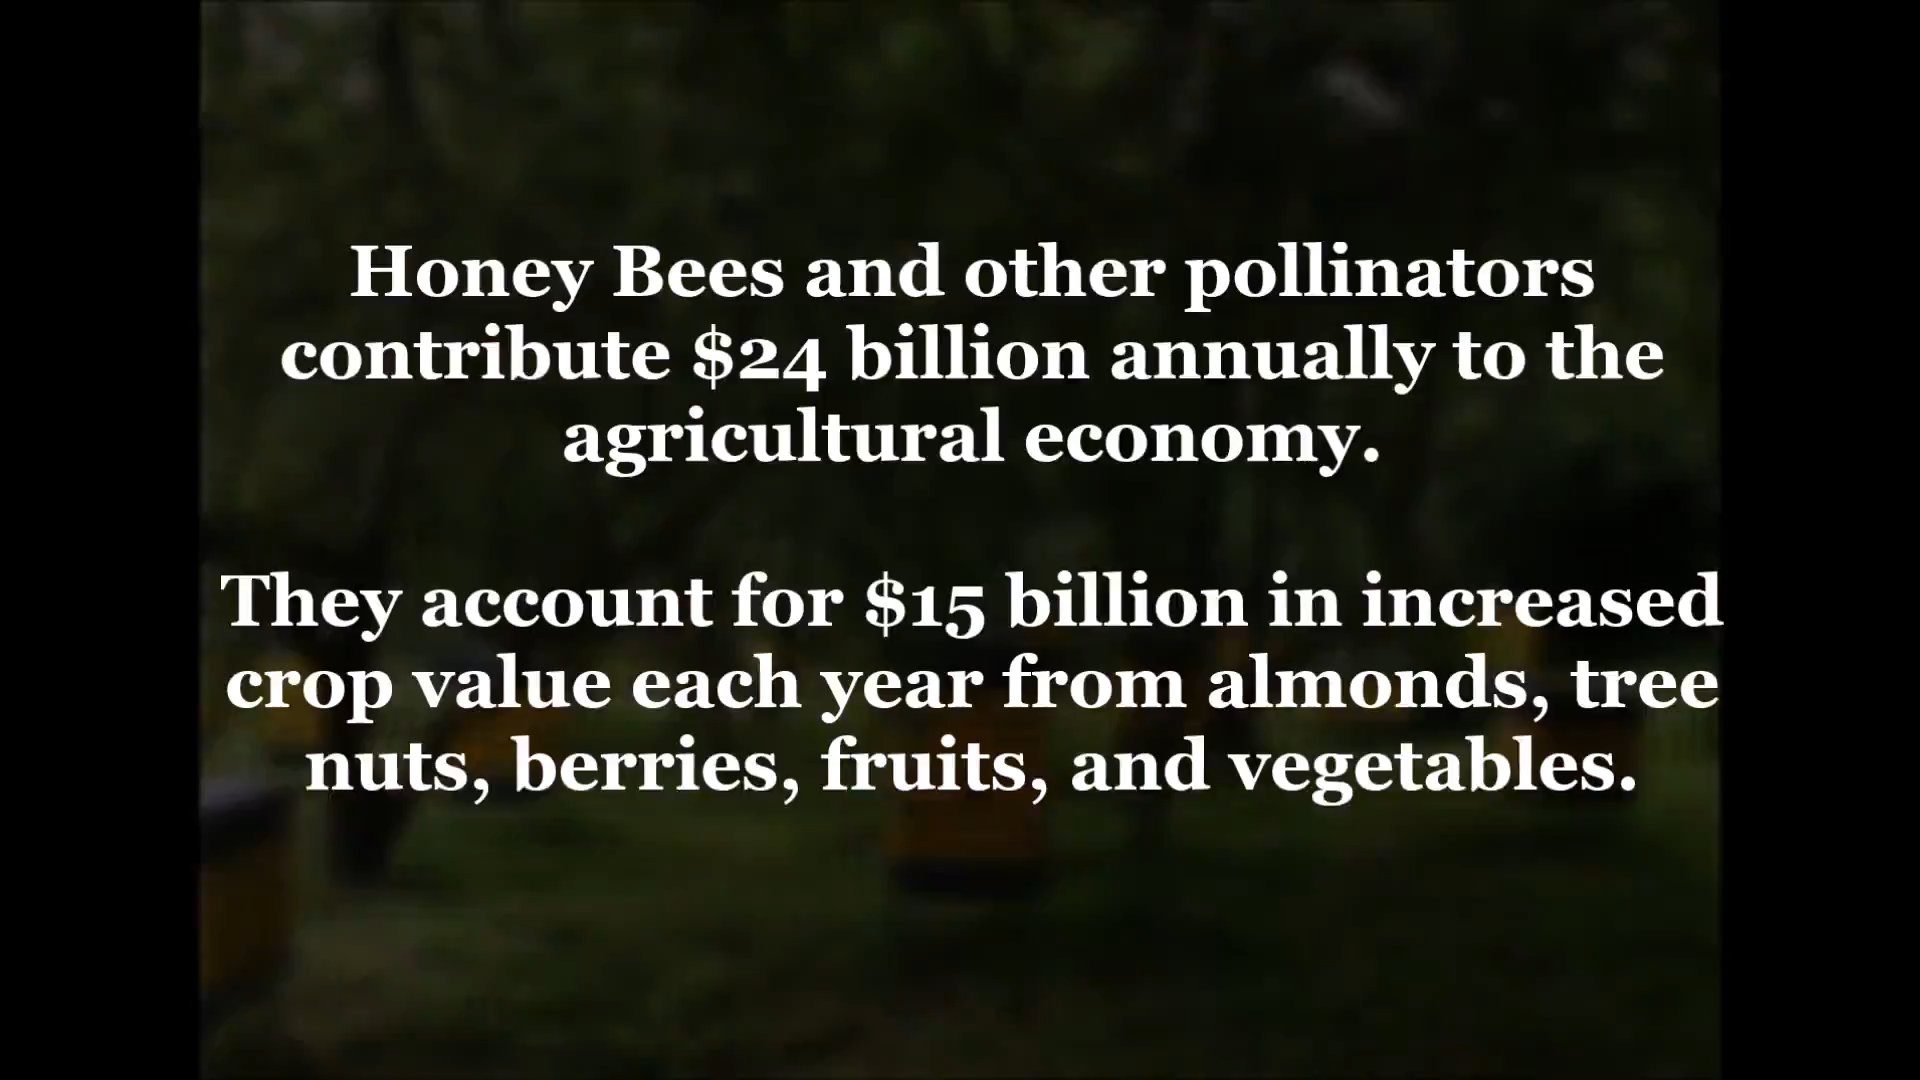 Honey Bees and other pollinators
contribute $24 billion annually to the
agricultural economy.
They account for $15 billion in increased
crop value each year from almonds, tree
nuts, berries, fruits, and vegetables.